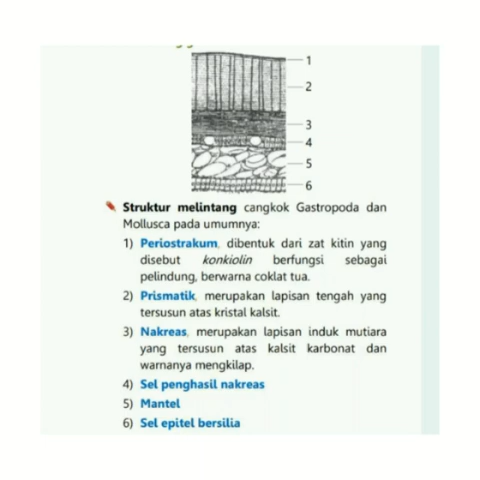 1
2
3
4
5
6
Struktur melintang cangkok Gastropoda dan
Mollusca pada umumnya:
1) Periostrakum, dibentuk dari zat kitin yang
disebut konkiolin berfungsi sebagai
pelindung, berwarna coklat tua.
2) Prismatik, merupakan lapisan tengah yang
tersusun atas kristal kalsit.
3) Nakreas, merupakan lapisan induk mutiara
yang tersusun atas kalsit karbonat dan
warnanya mengkilap.
4) Sel penghasil nakreas
5) Mantel
6) Sel epitel bersilia